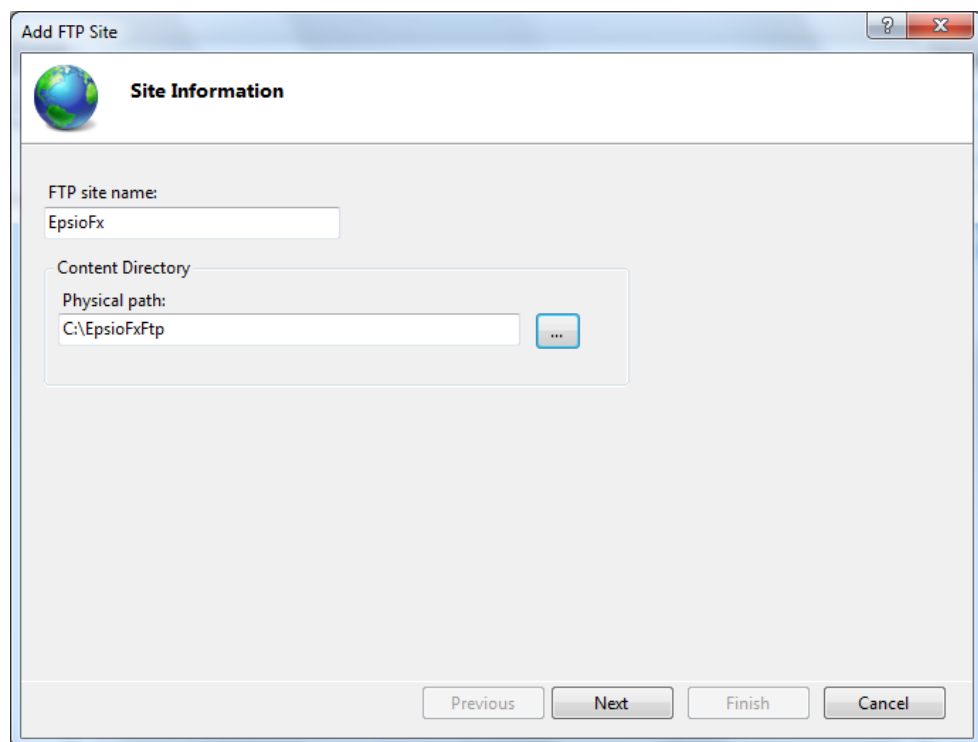 Add FTP Site
?
X
Site Information
FTP site name:
EpsioFx
Content Directory
Physical path:
C:\EpsioFxFtp
...
Previous Next Finish Cancel